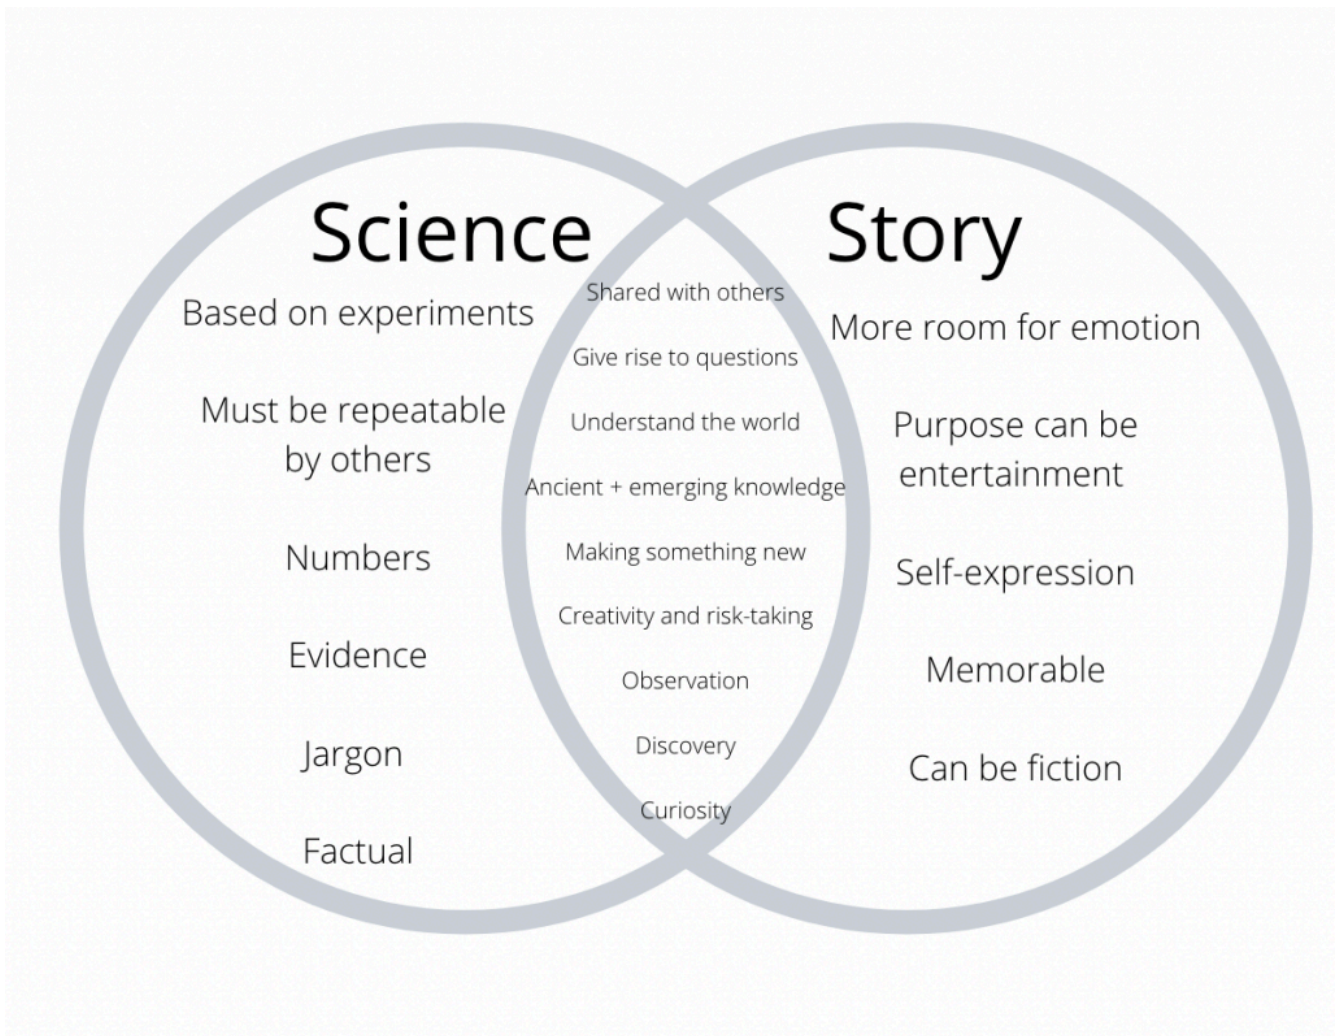 Science
Based on experiments
Must be repeatable
by others
Numbers
Evidence
Jargon
Factual
Shared with others
Give rise to questions
Understand the world
Ancient + emerging knowledge
Making something new
Creativity and risk-taking
Observation
Discovery
Curiosity
Story
More room for emotion
Purpose can be
entertainment
Self-expression
Memorable
Can be fiction